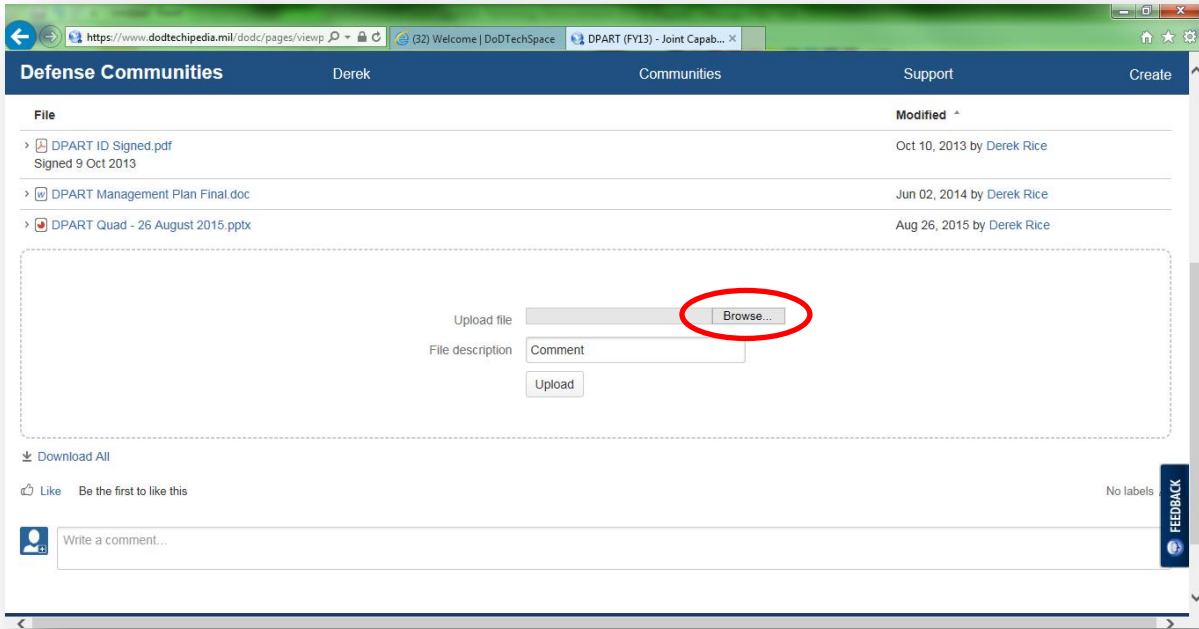 https://www.dodtechipedia.mil/dodc/pages/viewp
(32) Welcome | DoDTechSpace
DPART (FY13) - Joint Capab...
Defense Communities Derek Communities Support Create
File Modified
DPART ID Signed.pdf Oct 10, 2013 by Derek Rice
Signed 9 Oct 2013
DPART Management Plan Final.doc Jun 02, 2014 by Derek Rice
DPART Quad - 26 August 2015.pptx Aug 26, 2015 by Derek Rice
Upload file Browse...
File description Comment
Upload
Download All
Like Be the first to like this No labels
FEEDBACK
Write a comment...